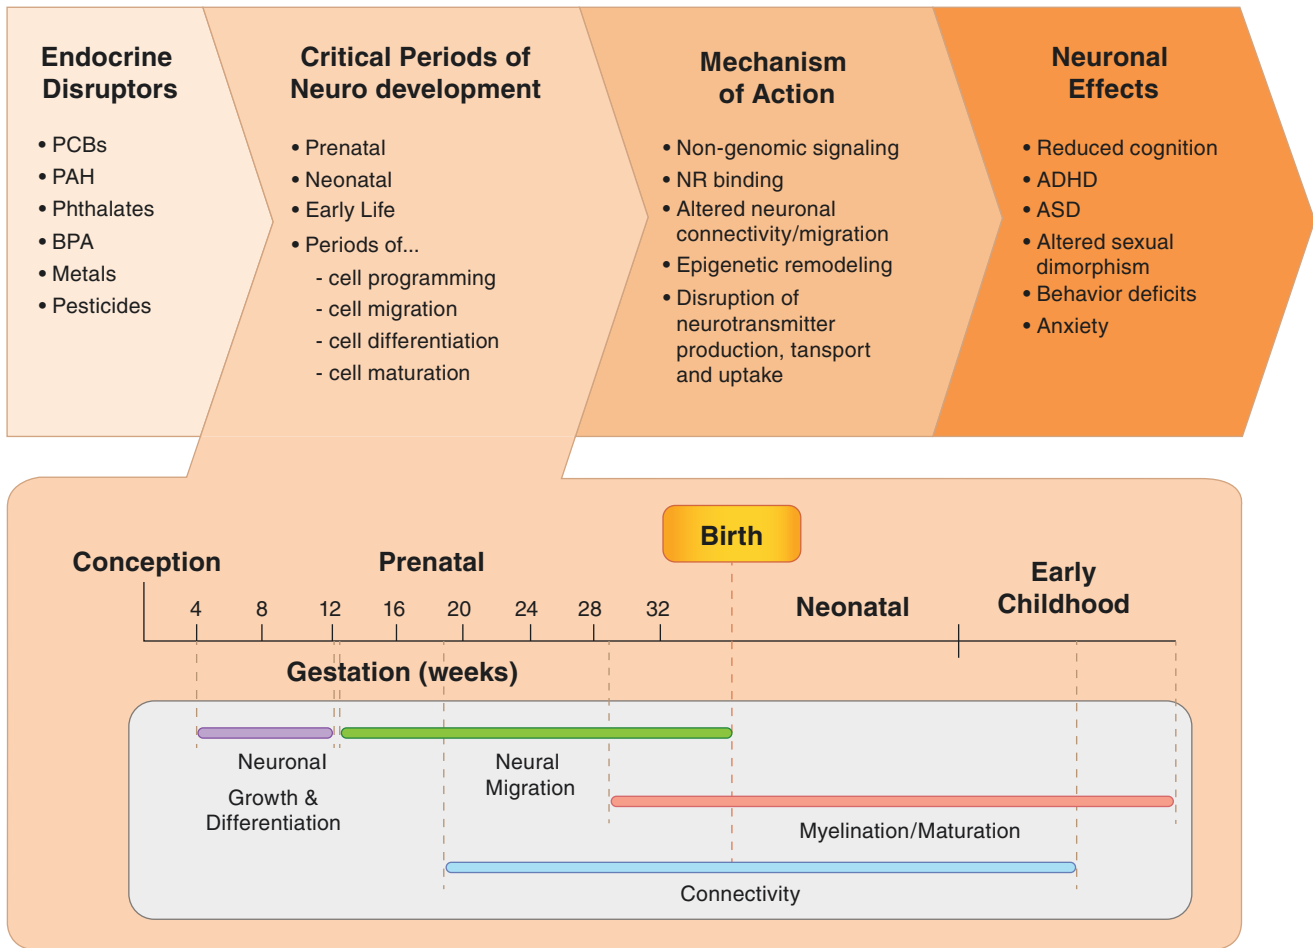 Endocrine
Disruptors
• PCBs
• PAH
• Phthalates
• BPA
• Metals
• Pesticides
Critical Periods of
Neuro development
• Prenatal
• Neonatal
• Early Life
• Periods of...
- cell programming
- cell migration
- cell differentiation
- cell maturation
Mechanism
of Action
• Non-genomic signaling
• NR binding
• Altered neuronal
connectivity/migration
• Epigenetic remodeling
• Disruption of
neurotransmitter
production, tansport
and uptake
Neuronal
Effects
• Reduced cognition
• ADHD
• ASD
• Altered sexual
dimorphism
• Behavior deficits
• Anxiety
Birth
Conception
Prenatal
Neonatal
Early
Childhood
4 8 12 16 20 24 28 32
Gestation (weeks)
Neuronal
Growth &
Differentiation
Neural
Migration
Myelination/Maturation
Connectivity